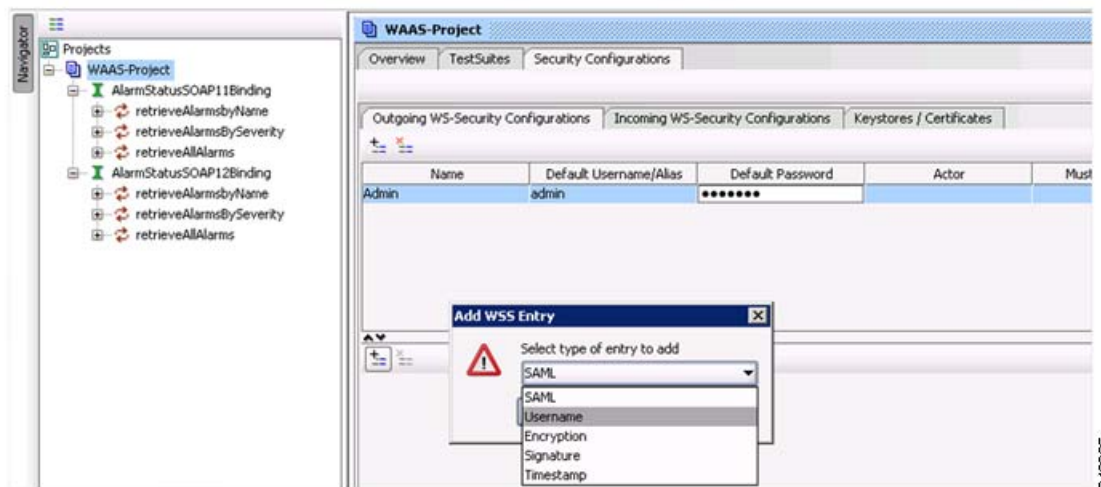 Navigator
Projects
WAAS-Project
AlarmStatusSOAP11Binding
retrieveAlarmsbyName
retrieveAlarmsBySeverity
retrieveAllAlarms
AlarmStatusSOAP12Binding
retrieveAlarmsbyName
retrieveAlarmsBySeverity
retrieveAllAlarms
WAAS-Project
Overview TestSuites Security Configurations
Outgoing WS-Security Configurations Incoming WS-Security Configurations Keystores / Certificates
Name Default Username/Alias Default Password Actor Must
Admin admin •••••••
Add WSS Entry
Select type of entry to add
SAML
SAML
Username
Encryption
Signature
Timestamp